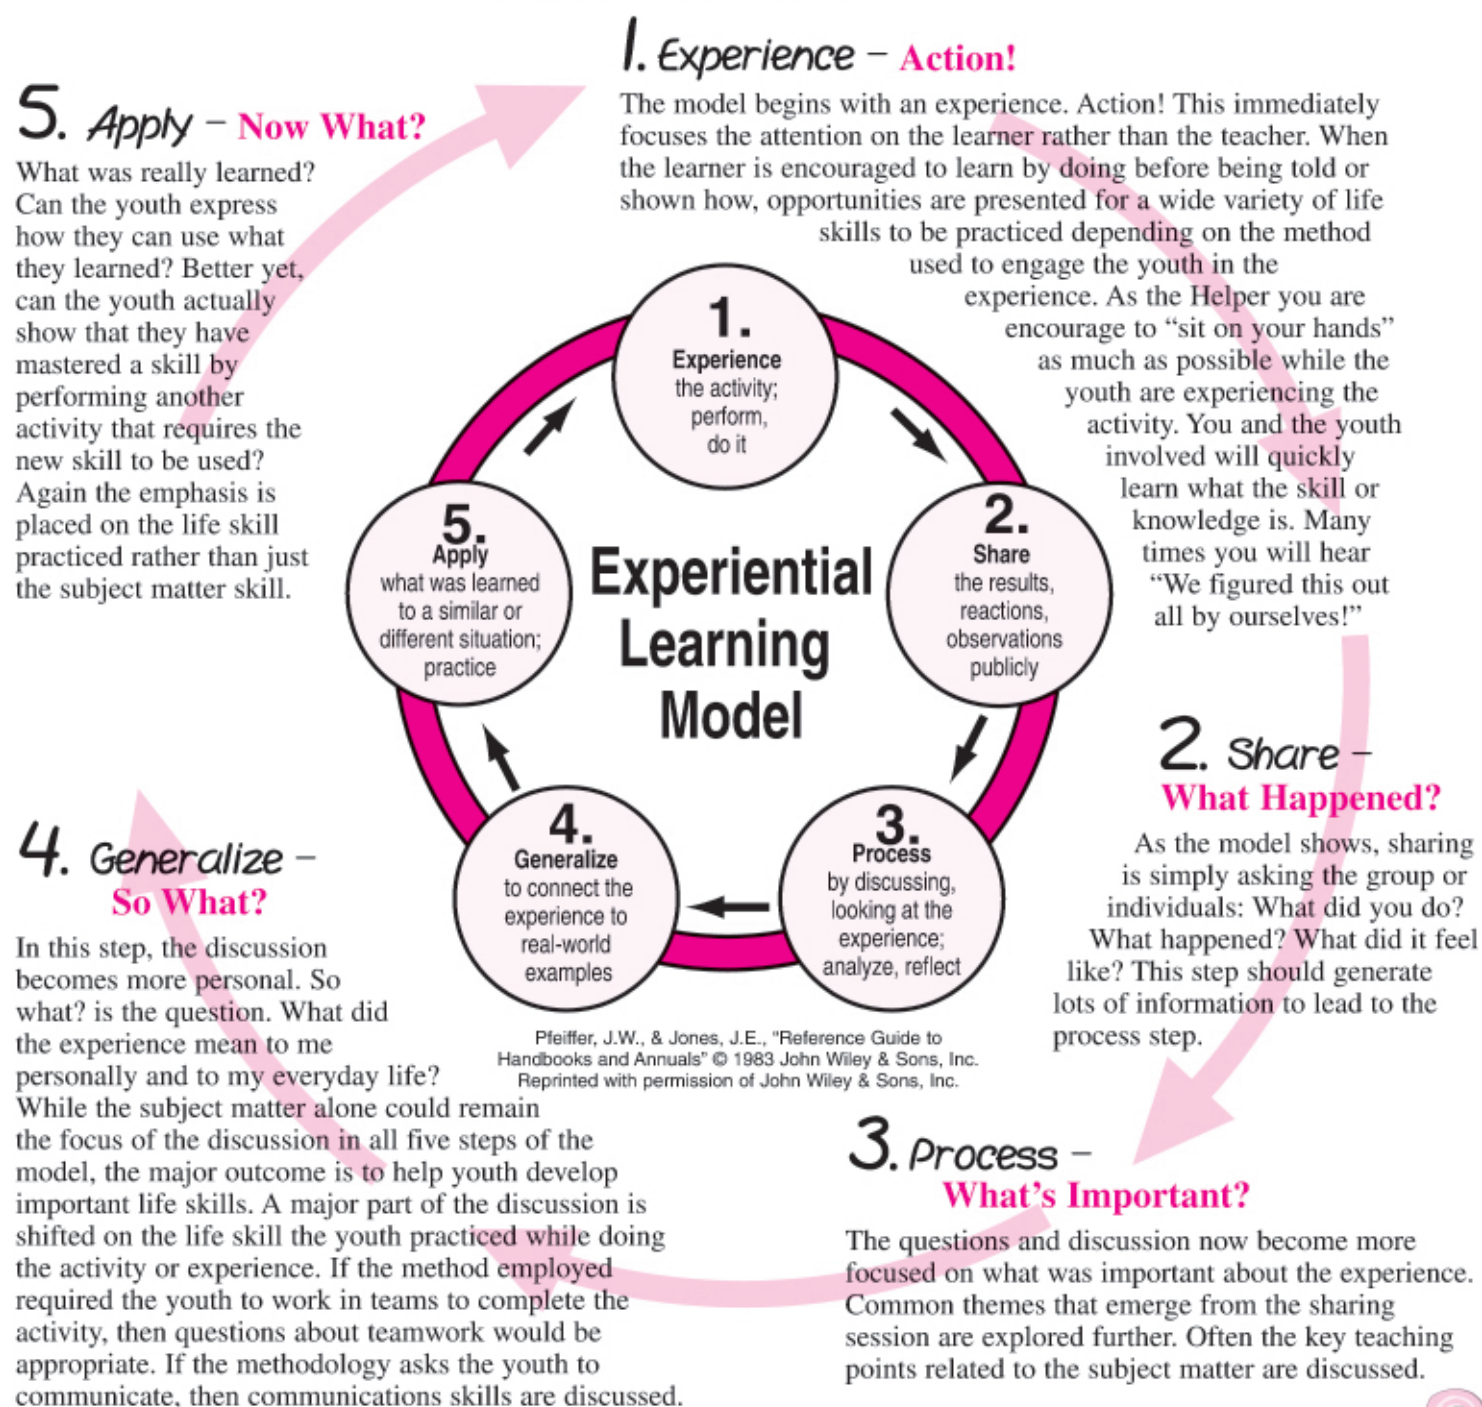 1. Experience – Action!
The model begins with an experience. Action! This immediately
focuses the attention on the learner rather than the teacher. When
the learner is encouraged to learn by doing before being told or
shown how, opportunities are presented for a wide variety of life
skills to be practiced depending on the method
used to engage the youth in the
experience. As the Helper you are
encourage to “sit on your hands”
as much as possible while the
youth are experiencing the
activity. You and the youth
involved will quickly
learn what the skill or
knowledge is. Many
times you will hear
“We figured this out
all by ourselves!”
2. Share –
What Happened?
As the model shows, sharing
is simply asking the group or
individuals: What did you do?
What happened? What did it feel
like? This step should generate
lots of information to lead to the
process step.
3. Process –
What’s Important?
The questions and discussion now become more
focused on what was important about the experience.
Common themes that emerge from the sharing
session are explored further. Often the key teaching
points related to the subject matter are discussed.
4. Generalize –
So What?
In this step, the discussion
becomes more personal. So
what? is the question. What did
the experience mean to me
personally and to my everyday life?
While the subject matter alone could remain
the focus of the discussion in all five steps of the
model, the major outcome is to help youth develop
important life skills. A major part of the discussion is
shifted on the life skill the youth practiced while doing
the activity or experience. If the method employed
required the youth to work in teams to complete the
activity, then questions about teamwork would be
appropriate. If the methodology asks the youth to
communicate, then communications skills are discussed.
5. Apply – Now What?
What was really learned?
Can the youth express
how they can use what
they learned? Better yet,
can the youth actually
show that they have
mastered a skill by
performing another
activity that requires the
new skill to be used?
Again the emphasis is
placed on the life skill
practiced rather than just
the subject matter skill.
Experiential
Learning
Model
1.
Experience
the activity;
perform,
do it
2.
Share
the results,
reactions,
observations
publicly
3.
Process
by discussing,
looking at the
experience;
analyze, reflect
4.
Generalize
to connect the
experience to
real-world
examples
5.
Apply
what was learned
to a similar or
different situation;
practice
Pfeiffer, J.W., & Jones, J.E., "Reference Guide to
Handbooks and Annuals" © 1983 John Wiley & Sons, Inc.
Reprinted with permission of John Wiley & Sons, Inc.